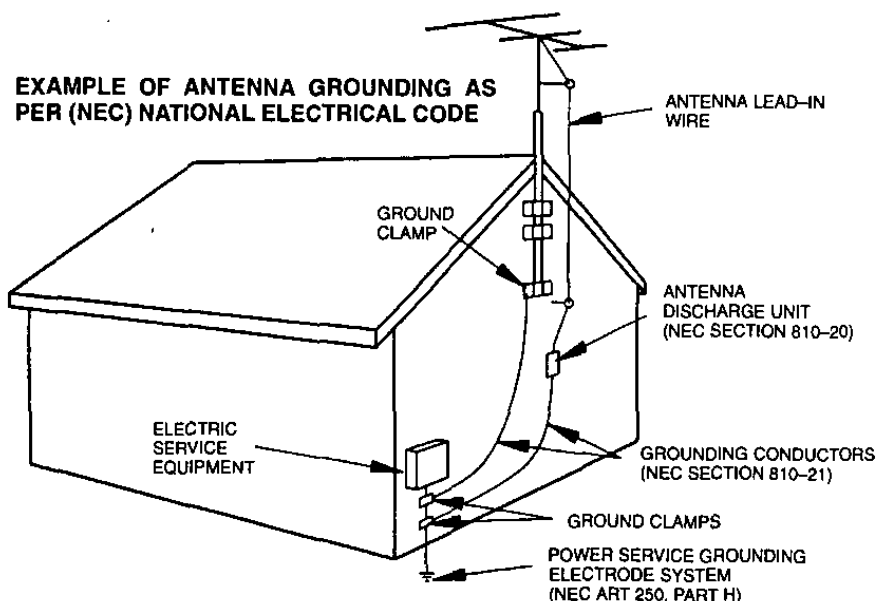 EXAMPLE OF ANTENNA GROUNDING AS
PER (NEC) NATIONAL ELECTRICAL CODE
ANTENNA LEAD–IN
WIRE
GROUND
CLAMP
ANTENNA
DISCHARGE UNIT
(NEC SECTION 810–20)
ELECTRIC
SERVICE
EQUIPMENT
GROUNDING CONDUCTORS
(NEC SECTION 810–21)
GROUND CLAMPS
POWER SERVICE GROUNDING
ELECTRODE SYSTEM
(NEC ART 250, PART H)